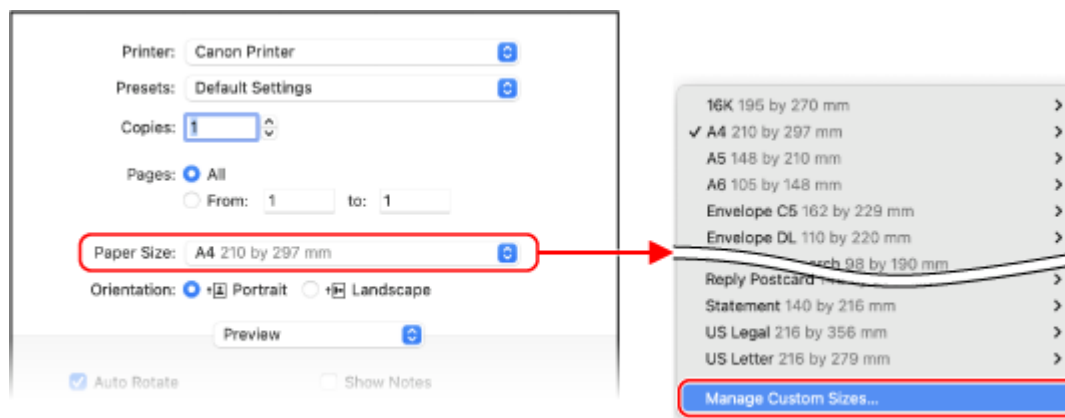 Printer: Canon Printer
Presets: Default Settings
Copies: 1
Pages: All
From: 1 to: 1
Paper Size: A4 210 by 297 mm
Orientation: Portrait Landscape
Preview
Auto Rotate Show Notes
16K 195 by 270 mm
A4 210 by 297 mm
A5 148 by 210 mm
A6 105 by 148 mm
Envelope C5 162 by 229 mm
Envelope DL 110 by 220 mm
98 by 190 mm
Reply Postcard
Statement 140 by 216 mm
US Legal 216 by 356 mm
US Letter 216 by 279 mm
Manage Custom Sizes...